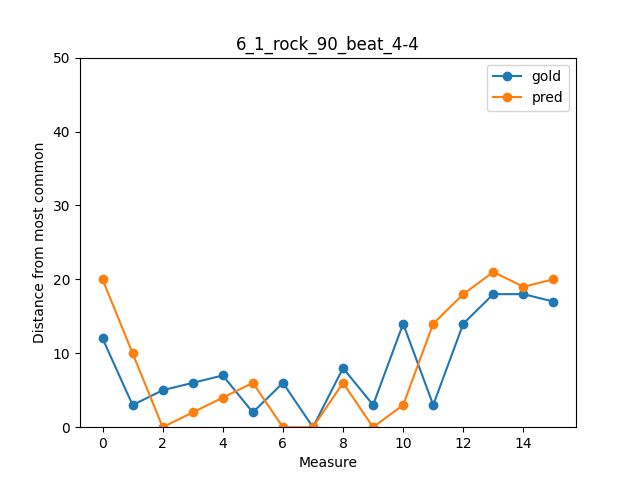 6_1_rock_90_beat_4-4
gold
pred
50
40
30
20
10
0
Distance from most common
0 2 4 6 8 10 12 14
Measure